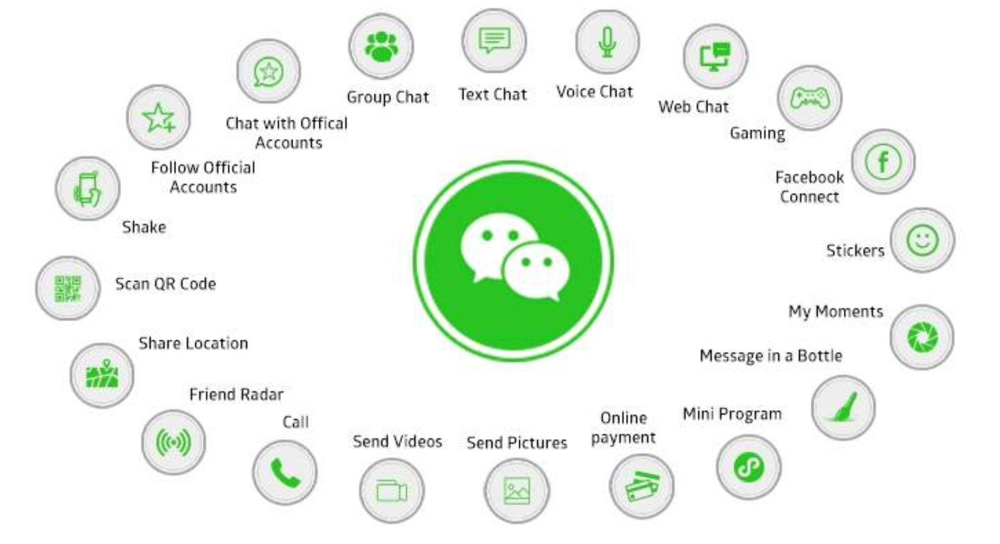 Group Chat
Text Chat
Voice Chat
Web Chat
Chat with Offical
Accounts
Gaming
Follow Official
Accounts
Facebook
Connect
Shake
Stickers
Scan QR Code
My Moments
Share Location
Message in a Bottle
Friend Radar
Mini Program
Call
Online
payment
Send Videos
Send Pictures